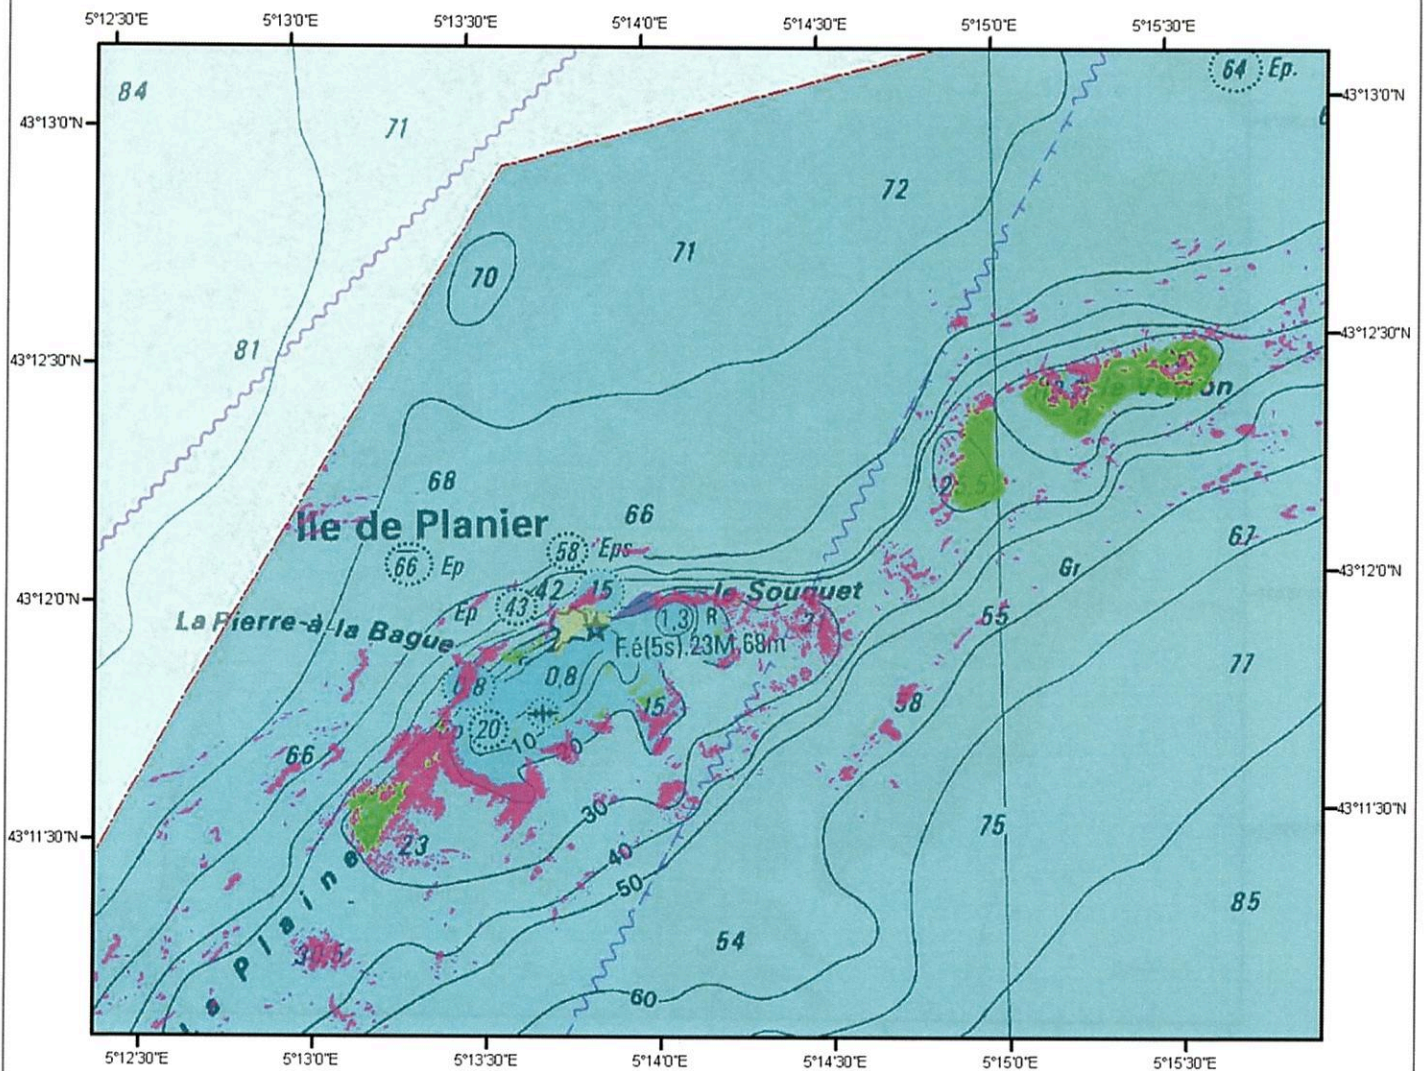 5°12'30"E 5°13'0"E 5°13'30"E 5°14'0"E 5°14'30"E 5°15'0"E 5°15'30"E
64 Ep.
84
43°13'0"N 43°13'0"N
71
72
71
70
81
43°12'30"N 43°12'30"N
68
66
Ile de Planier
67
58 Eps
66 Ep
Gr
43°12'0"N 43°12'0"N
42 15 le Souquet
Ep 43
65
1,3 R
La Pierre-à-la Bague
F.é(5s).23M.68m
77
0,8
58
15
20
10
66
30
75
43°11'30"N 43°11'30"N
23
40
50
85
54
La Plaine
60
5°12'30"E 5°13'0"E 5°13'30"E 5°14'0"E 5°14'30"E 5°15'0"E 5°15'30"E